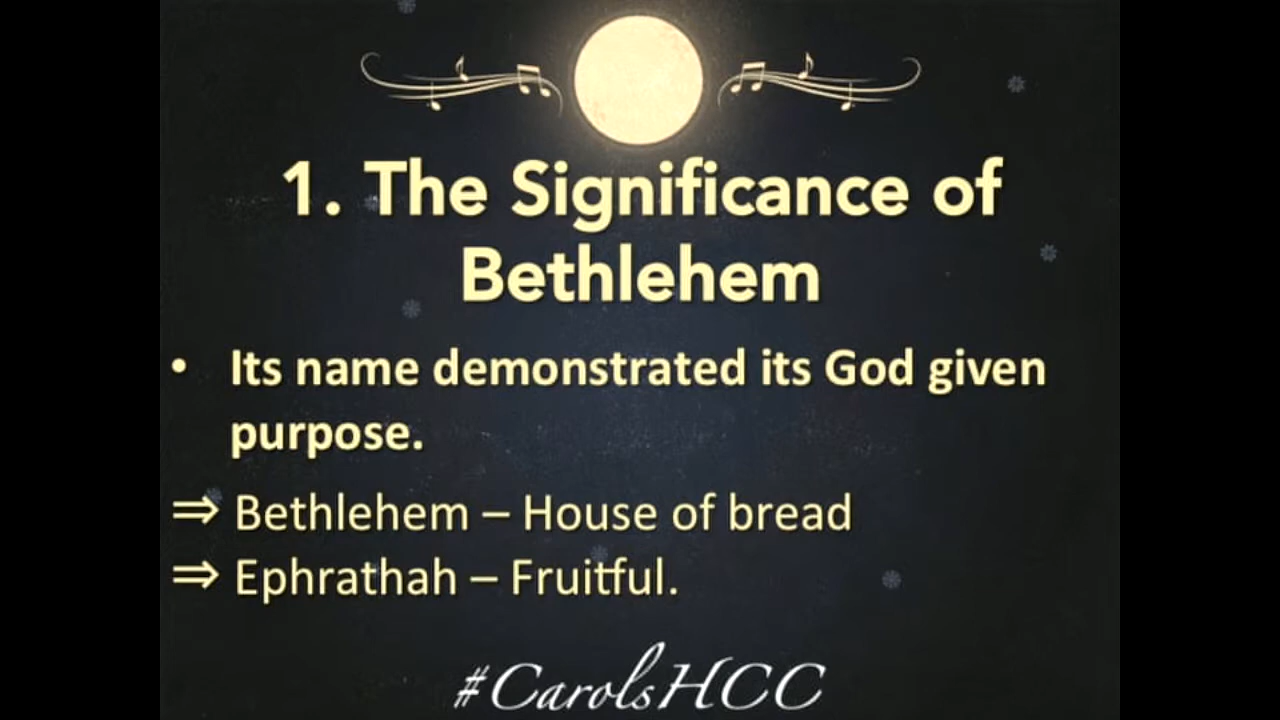 1. The Significance of
Bethlehem
• Its name demonstrated its God given
purpose.
⇒ Bethlehem – House of bread
⇒ Ephrathah – Fruitful.
#CarolsHCC